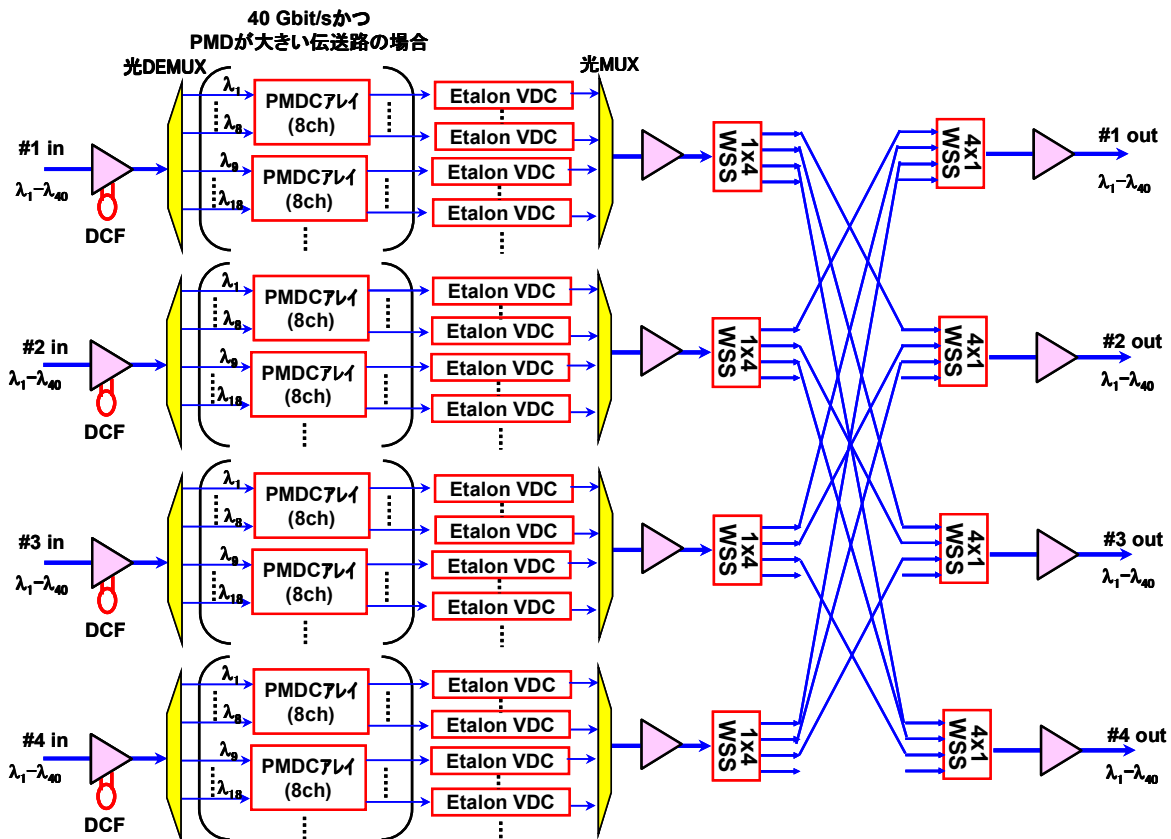 40 Gbit/sかつ
PMDが大きい伝送路の場合
光DEMUX
光MUX
#1 in
λ1−λ40
DCF
λ1
λ8
λ9
λ18
PMDCアレイ
(8ch)
PMDCアレイ
(8ch)
Etalon VDC
Etalon VDC
Etalon VDC
Etalon VDC
1x4
WSS
4x1
WSS
#1 out
λ1−λ40
#2 in
λ1−λ40
DCF
λ1
λ8
λ9
λ18
PMDCアレイ
(8ch)
PMDCアレイ
(8ch)
Etalon VDC
Etalon VDC
Etalon VDC
Etalon VDC
1x4
WSS
4x1
WSS
#2 out
λ1−λ40
#3 in
λ1−λ40
DCF
λ1
λ8
λ9
λ18
PMDCアレイ
(8ch)
PMDCアレイ
(8ch)
Etalon VDC
Etalon VDC
Etalon VDC
Etalon VDC
1x4
WSS
4x1
WSS
#3 out
λ1−λ40
#4 in
λ1−λ40
DCF
λ1
λ8
λ9
λ18
PMDCアレイ
(8ch)
PMDCアレイ
(8ch)
Etalon VDC
Etalon VDC
Etalon VDC
Etalon VDC
1x4
WSS
4x1
WSS
#4 out
λ1−λ40